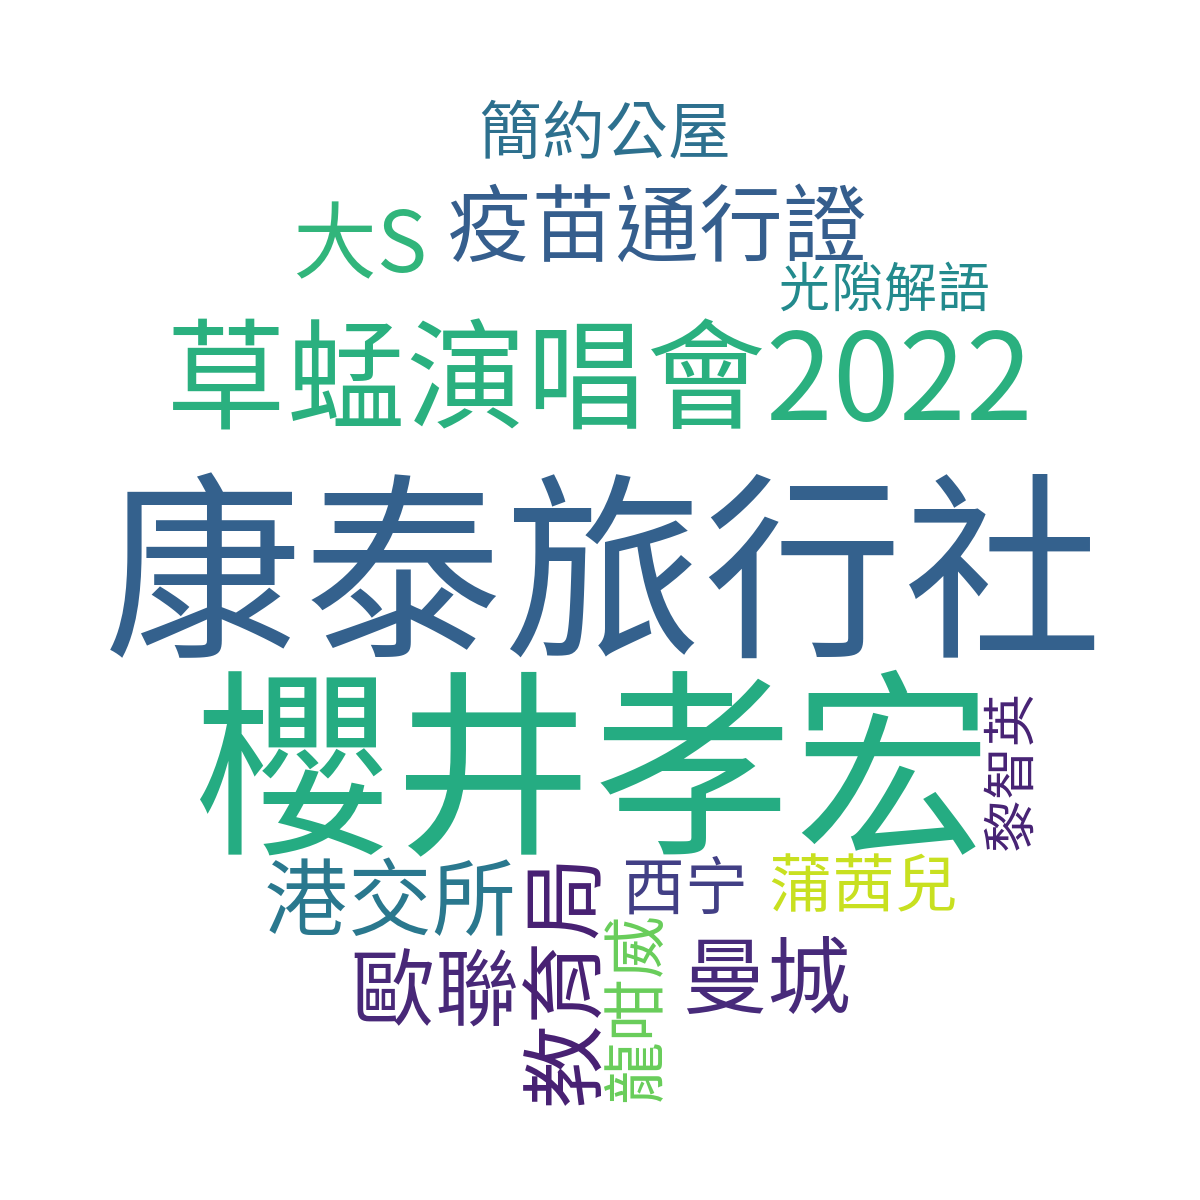 簡約公屋
疫苗通行證
大S
光隙解語
草蜢演唱會2022
康泰旅行社
櫻井孝宏
黎智英
港交所
教育局
西宁
蒲茜兒
龍咁威
歐聯
曼城